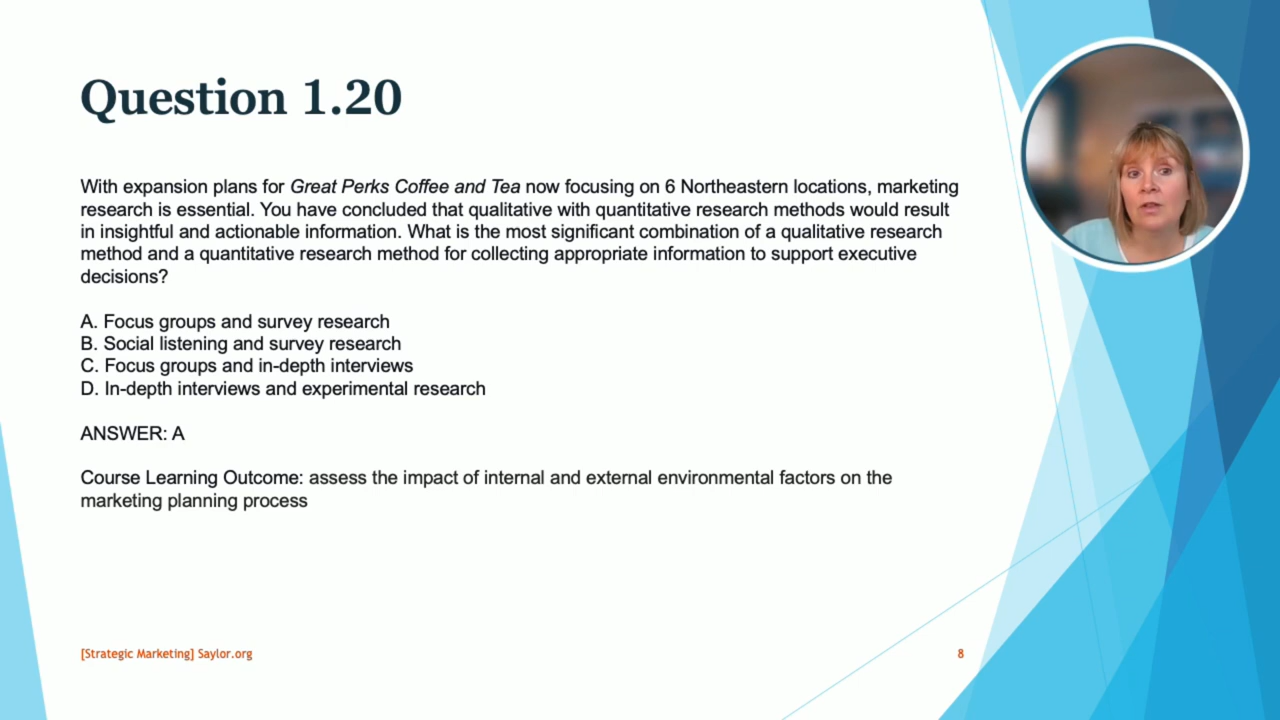 Question 1.20
With expansion plans for Great Perks Coffee and Tea now focusing on 6 Northeastern locations, marketing
research is essential. You have concluded that qualitative with quantitative research methods would result
in insightful and actionable information. What is the most significant combination of a qualitative research
method and a quantitative research method for collecting appropriate information to support executive
decisions?
A. Focus groups and survey research
B. Social listening and survey research
C. Focus groups and in-depth interviews
D. In-depth interviews and experimental research
ANSWER: A
Course Learning Outcome: assess the impact of internal and external environmental factors on the
marketing planning process
[Strategic Marketing] Saylor.org
8